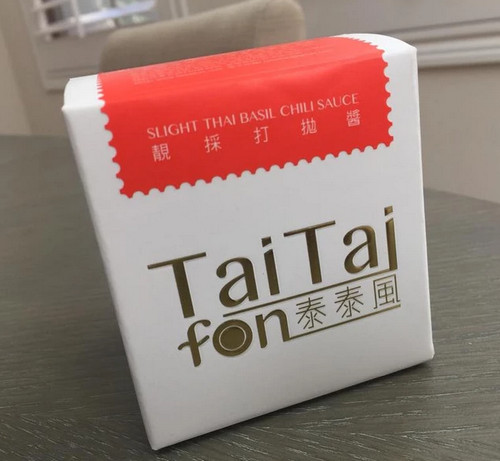 SLIGHT THAI BASIL CHILI SAUCE
靚採打拋醬
TaiTai
fon泰泰風